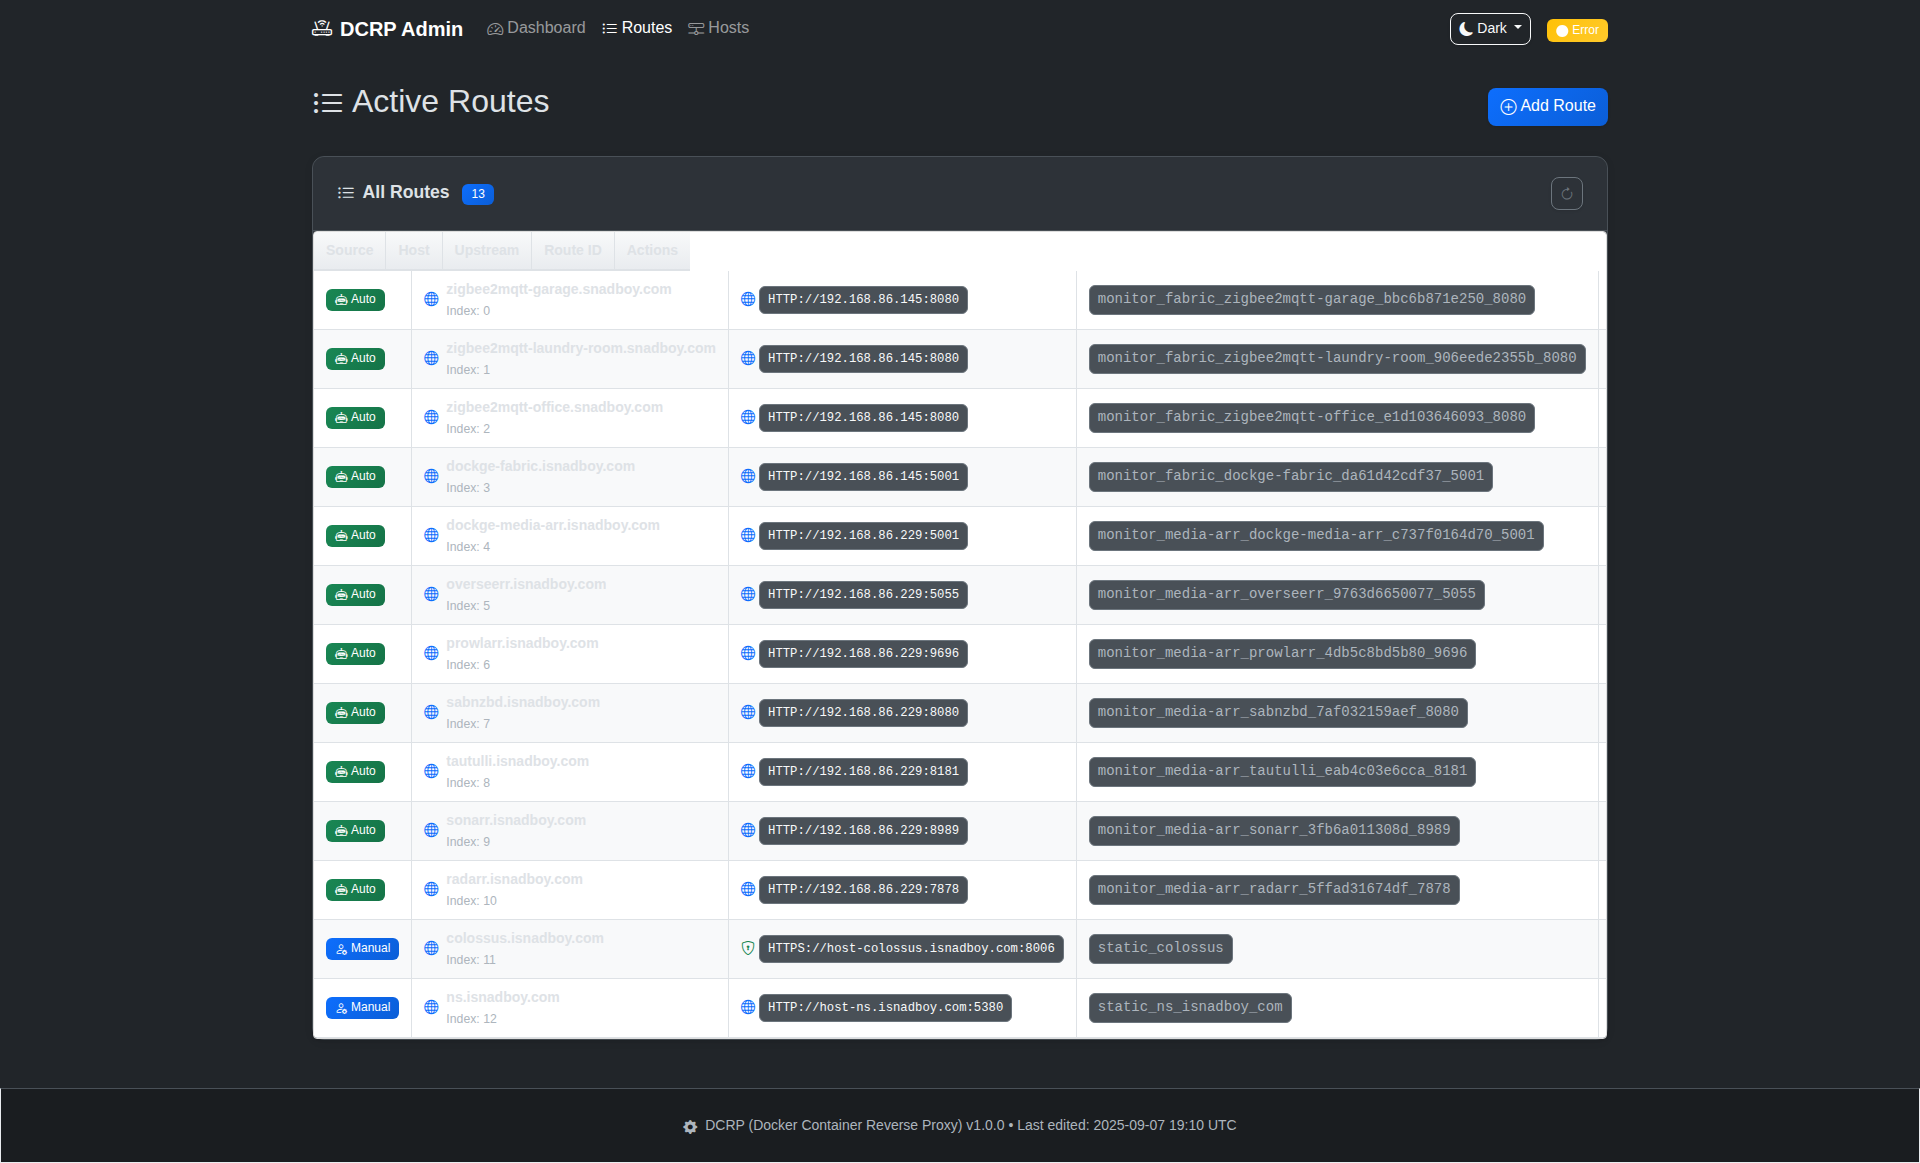 DCRP Admin Dashboard Routes Hosts Dark Error
Active Routes Add Route
All Routes 13
Source Host Upstream Route ID Actions
Auto zigbee2mqtt-garage.snadboy.com HTTP://192.168.86.145:8080 monitor_fabric_zigbee2mqtt-garage_bbc6b871e250_8080
Index: 0
Auto zigbee2mqtt-laundry-room.snadboy.com HTTP://192.168.86.145:8080 monitor_fabric_zigbee2mqtt-laundry-room_906eede2355b_8080
Index: 1
Auto zigbee2mqtt-office.snadboy.com HTTP://192.168.86.145:8080 monitor_fabric_zigbee2mqtt-office_e1d103646093_8080
Index: 2
Auto dockge-fabric.isnadboy.com HTTP://192.168.86.145:5001 monitor_fabric_dockge-fabric_da61d42cdf37_5001
Index: 3
Auto dockge-media-arr.isnadboy.com HTTP://192.168.86.229:5001 monitor_media-arr_dockge-media-arr_c737f0164d70_5001
Index: 4
Auto overseerr.isnadboy.com HTTP://192.168.86.229:5055 monitor_media-arr_overseerr_9763d6650077_5055
Index: 5
Auto prowlarr.isnadboy.com HTTP://192.168.86.229:9696 monitor_media-arr_prowlarr_4db5c8bd5b80_9696
Index: 6
Auto sabnzbd.isnadboy.com HTTP://192.168.86.229:8080 monitor_media-arr_sabnzbd_7af032159aef_8080
Index: 7
Auto tautulli.isnadboy.com HTTP://192.168.86.229:8181 monitor_media-arr_tautulli_eab4c03e6cca_8181
Index: 8
Auto sonarr.isnadboy.com HTTP://192.168.86.229:8989 monitor_media-arr_sonarr_3fb6a011308d_8989
Index: 9
Auto radarr.isnadboy.com HTTP://192.168.86.229:7878 monitor_media-arr_radarr_5ffad31674df_7878
Index: 10
Manual colossus.isnadboy.com HTTPS://host-colossus.isnadboy.com:8006 static_colossus
Index: 11
Manual ns.isnadboy.com HTTP://host-ns.isnadboy.com:5380 static_ns_isnadboy_com
Index: 12
DCRP (Docker Container Reverse Proxy) v1.0.0 • Last edited: 2025-09-07 19:10 UTC